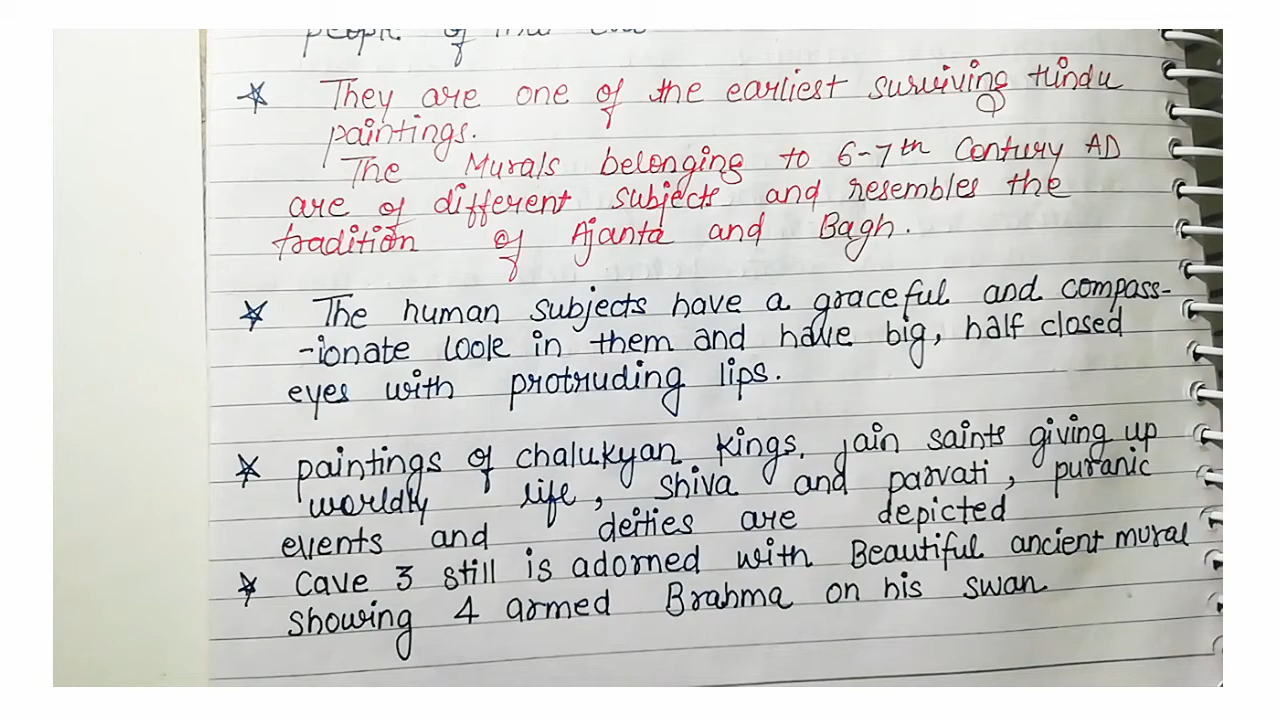 people of
★ They are one of the earliest surviving Hindu
paintings.
The Murals belonging to 6-7th Century AD
are of different subjects and resembles the
tradition of Ajanta and Bagh.
★ The human subjects have a graceful and compass-
-ionate look in them and have big, half closed
eyes with protruding lips.
★ paintings of chalukyan kings, Jain saints giving up
worldly life, Shiva and parvati, puranic
events and deities are depicted
★ Cave 3 still is adorned with Beautiful ancient mural
showing 4 armed Brahma on his swan